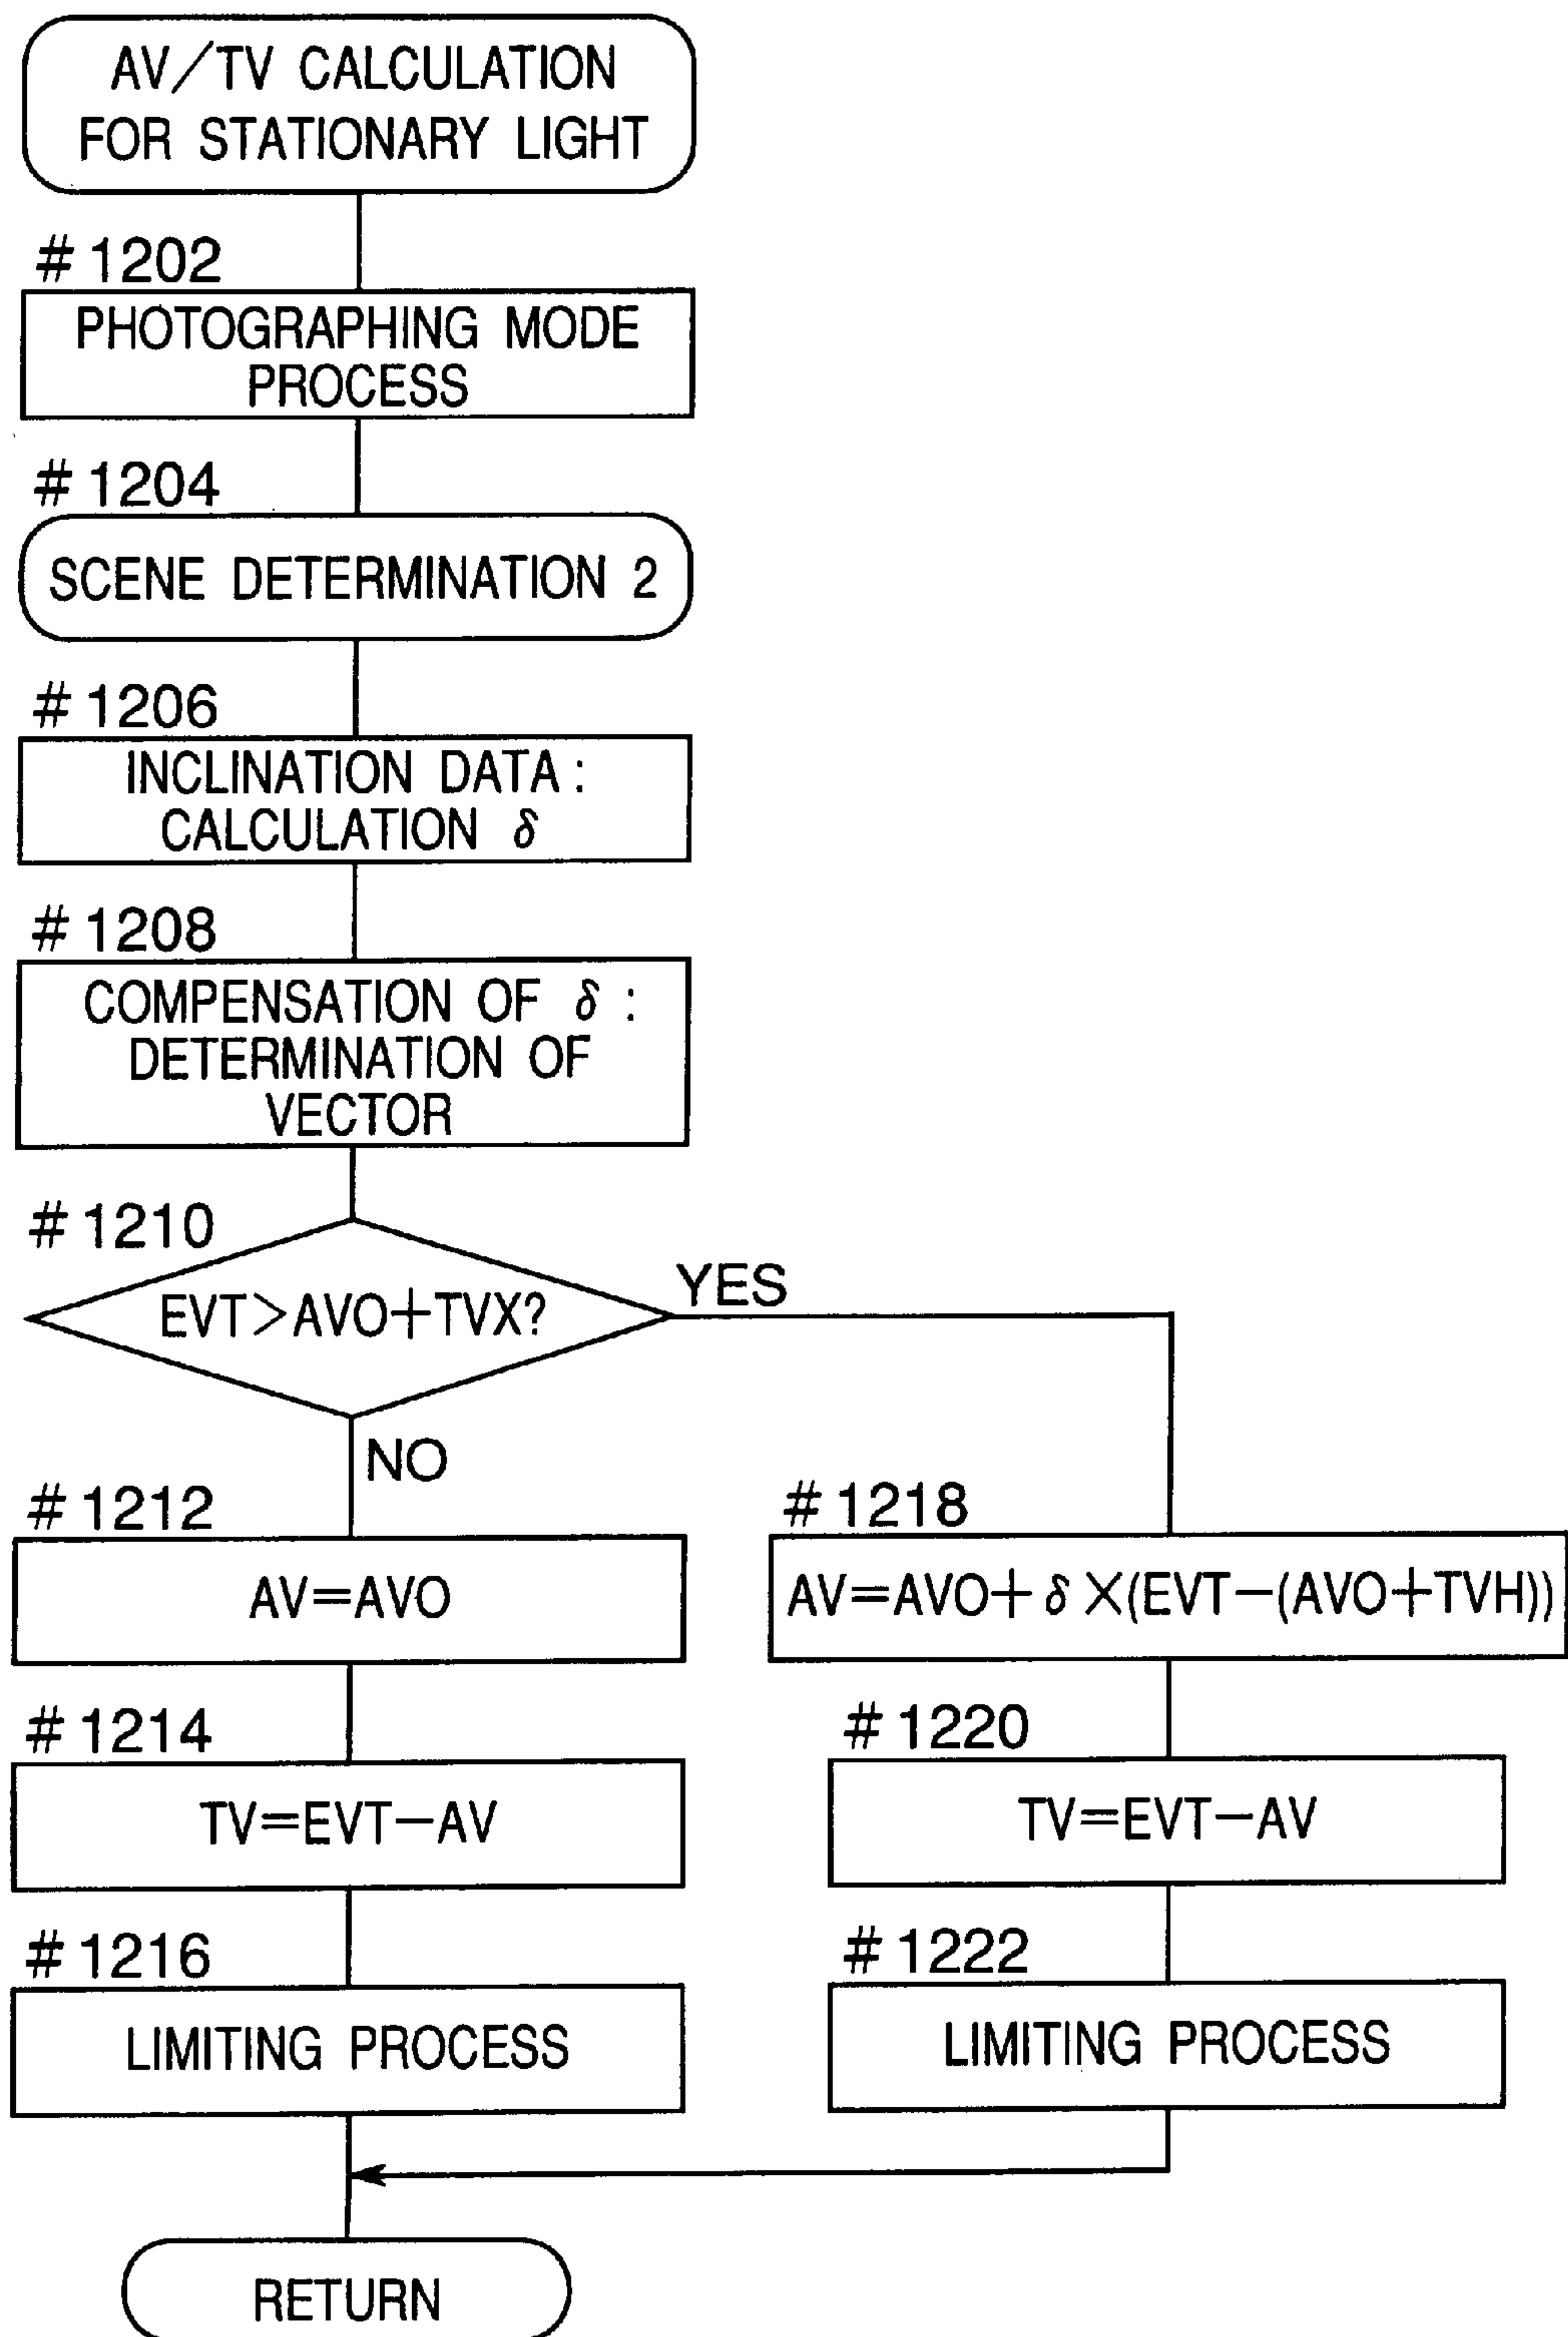 AV/TV CALCULATION
FOR STATIONARY LIGHT
# 1202
PHOTOGRAPHING MODE
PROCESS
# 1204
SCENE DETERMINATION 2
# 1206
INCLINATION DATA :
CALCULATION δ
# 1208
COMPENSATION OF δ :
DETERMINATION OF
VECTOR
# 1210
EVT>AVO+TVX?
YES
NO
# 1212
AV=AVO
# 1214
TV=EVT−AV
# 1216
LIMITING PROCESS
# 1218
AV=AVO+δ×(EVT−(AVO+TVH))
# 1220
TV=EVT−AV
# 1222
LIMITING PROCESS
RETURN